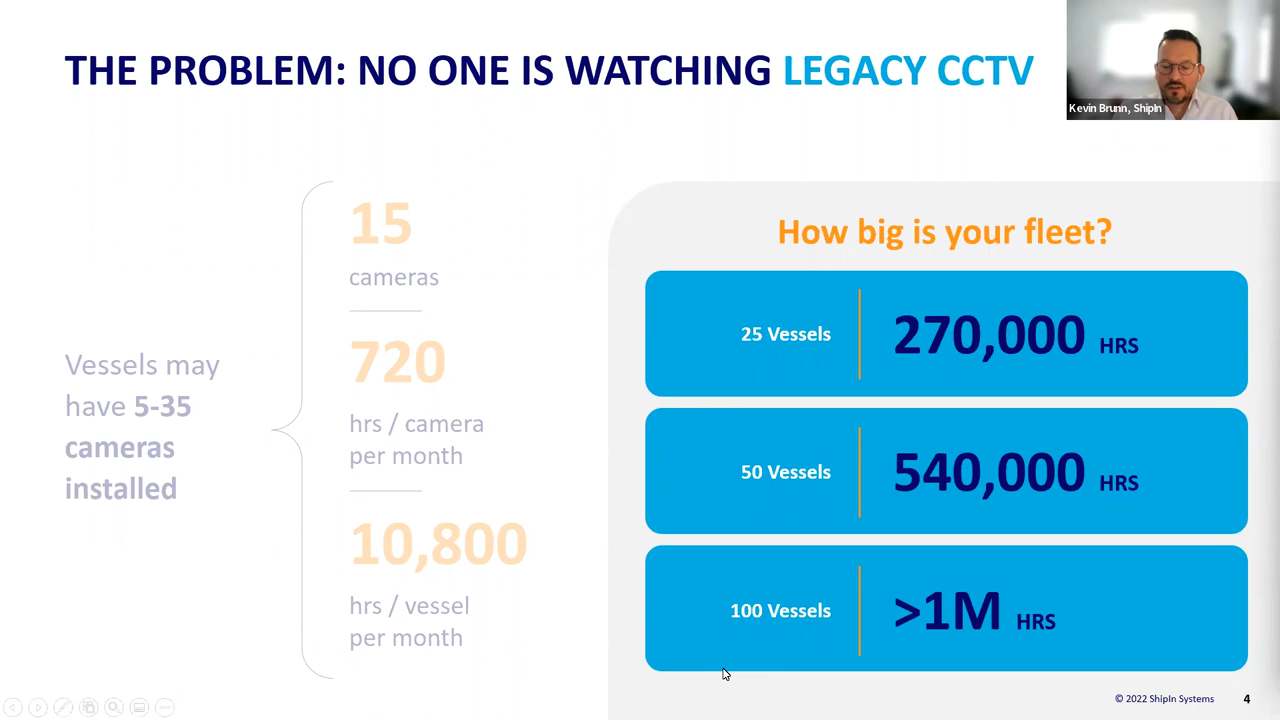 THE PROBLEM: NO ONE IS WATCHING LEGACY CCTV
Kevin Brunn, ShipIn
Vessels may
have 5-35
cameras
installed
15
cameras
720
hrs / camera
per month
10,800
hrs / vessel
per month
How big is your fleet?
25 Vessels
270,000 HRS
50 Vessels
540,000 HRS
100 Vessels
>1M HRS
© 2022 ShipIn Systems
4